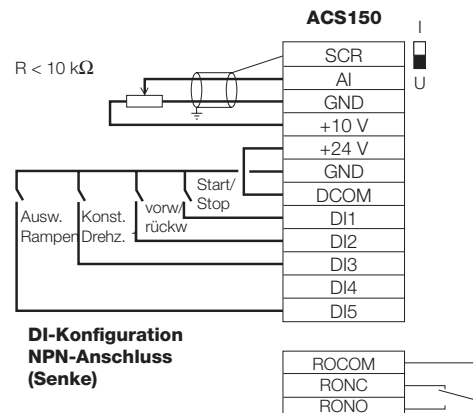 ACS150
I
U
R < 10 kΩ
SCR
AI
GND
+10 V
+24 V
GND
DCOM
DI1
DI2
DI3
DI4
DI5
Ausw.
Rampen
Konst.
Drehz. 1
vorw/
rückw
Start/
Stop
DI-Konfiguration
NPN-Anschluss
(Senke)
ROCOM
RONC
RONO